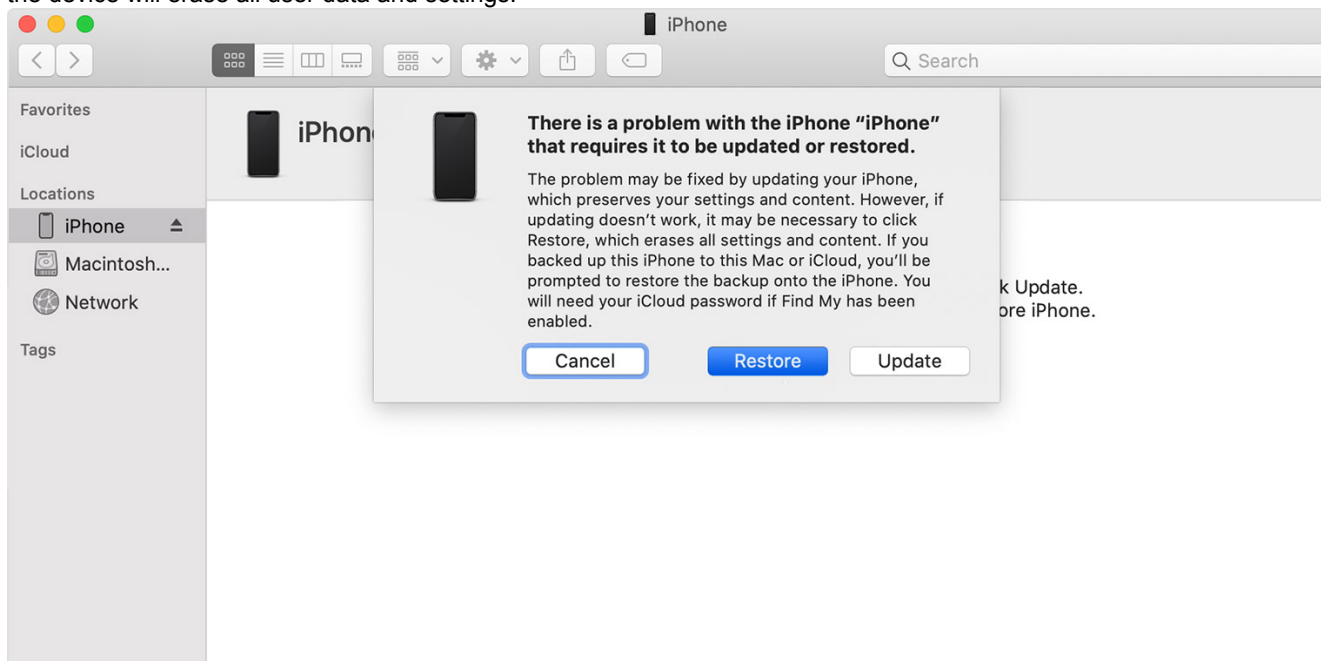 the device will erase all user data and settings.
iPhone
Search
Favorites
iCloud
Locations
iPhone
Macintosh...
Network
Tags
iPhon
There is a problem with the iPhone “iPhone”
that requires it to be updated or restored.
The problem may be fixed by updating your iPhone,
which preserves your settings and content. However, if
updating doesn’t work, it may be necessary to click
Restore, which erases all settings and content. If you
backed up this iPhone to this Mac or iCloud, you’ll be
prompted to restore the backup onto the iPhone. You
will need your iCloud password if Find My has been
enabled.
Cancel
Restore
Update
k Update.
ore iPhone.